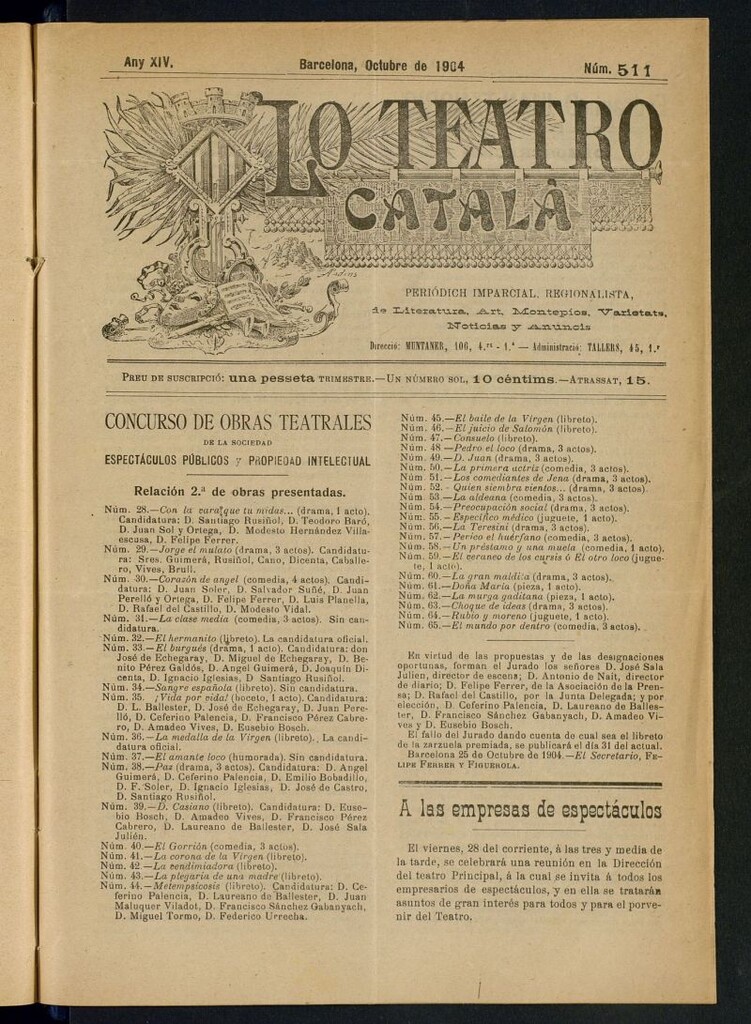 Any XIV.
Barcelona, Octubre de 1904
Núm. 511
LO TEATRO
CATALÀ
PERIÓDICH IMPARCIAL, REGIONALISTA,
de Literatura, Art, Montepíos, Varietats,
Noticias y Anuncis
Direcció: MUNTANER, 106, 4.rt - 1.ª — Administració: TALLERS, 45, 1.r
PREU DE SUSCRIPCIÓ: una pesseta TRIMESTRE.—UN NÚMERO SOL, 10 céntims.—ATRASSAT, 15.
CONCURSO DE OBRAS TEATRALES
DE LA SOCIEDAD
ESPECTÁCULOS PÚBLICOS y PROPIEDAD INTELECTUAL
Relación 2.ª de obras presentadas.
Núm. 28.—Con la vara que tu midas... (drama, 1 acto).
Candidatura: D. Santiago Rusiñol, D. Teodoro Baró,
D. Juan Sol y Ortega, D. Modesto Hernández Villa-
escusa, D. Felipe Ferrer.
Núm. 29.—Jorge el mulato (drama, 3 actos). Candidatu-
ra: Sres. Guimerá, Rusiñol, Cano, Dicenta, Caballe-
ro, Vives, Brull.
Núm. 30.—Corazón de angel (comedia, 4 actos). Candi-
datura: D. Juan Soler, D. Salvador Suñé, D. Juan
Perelló y Ortega, D. Felipe Ferrer, D. Luis Planella,
D. Rafael del Castillo, D. Modesto Vidal.
Núm. 31.—La clase media (comedia, 3 actos). Sin can-
didatura.
Núm. 32.—El hermanito (libreto). La candidatura oficial.
Núm. 33.—El burgués (drama, 1 acto). Candidatura: don
José de Echegaray, D. Miguel de Echegaray, D. Be-
nito Pérez Galdós, D. Angel Guimerá, D. Joaquín Di-
centa, D. Ignacio Iglesias, D Santiago Rusiñol.
Núm. 34.—Sangre española (libreto). Sin candidatura.
Núm. 35. ¡Vida por vida! (boceto, 1 acto). Candidatura:
D. L. Ballester, D. José de Echegaray, D. Juan Pere-
lló, D. Ceferino Palencia, D. Francisco Pérez Cabre-
ro, D. Amadeo Vives, D. Eusebio Bosch.
Núm. 36.—La medalla de la Virgen (libreto). La candi-
datura oficial.
Núm. 37.—El amante loco (humorada). Sin candidatura.
Núm. 38.—Paz (drama, 3 actos). Candidatura: D. Angel
Guimerá, D. Ceferino Palencia, D. Emilio Bobadillo,
D. F. Soler, D. Ignacio Iglesias, D. José de Castro,
D. Santiago Rusiñol.
Núm. 39.—D. Casiano (libreto). Candidatura: D. Euse-
bio Bosch, D. Amadeo Vives, D. Francisco Pérez
Cabrero, D. Laureano de Ballester, D. José Sala
Julién.
Núm. 40.—El Gorrión (comedia, 3 actos).
Núm. 41.—La corona de la Virgen (libreto).
Núm. 42 —La vendimiadora (libreto).
Núm. 43.—La plegaria de una madre (libreto).
Núm. 44.—Metempsicosis (libreto). Candidatura: D. Ce-
ferino Palencia, D. Laureano de Ballester, D. Juan
Maluquer Viladot, D. Francisco Sánchez Gabanyach,
D. Miguel Tormo, D. Federico Urrecha.
Núm. 45.—El baile de la Virgen (libreto).
Núm. 46.—El juicio de Salomón (libreto).
Núm. 47.—Consuelo (libreto).
Núm. 48 —Pedro el loco (drama, 3 actos).
Núm. 49.—D. Juan (drama, 3 actos).
Núm. 50.—La primera actriz (comedia, 3 actos).
Núm. 51.—Los comediantes de Jena (drama, 3 actos).
Núm. 52. - Quien siembra vientos... (drama, 3 actos).
Núm. 53.—La aldeana (comedia, 3 actos).
Núm. 54.—Preocupación social (drama, 3 actos).
Núm. 55.—Específico médico (juguete, 1 acto).
Núm. 56.—La Teresini (drama, 3 actos).
Núm. 57.—Perico el huérfano (comedia, 3 actos).
Núm. 58.—Un préstamo y una muela (comedia, 1 acto).
Núm. 59.—El veraneo de los cursis ó El otro loco (jugue-
te, 1 acto).
Núm. 60.—La gran maldita (drama, 3 actos).
Núm. 61.—Doña María (pieza, 1 acto).
Núm. 62.—La murga gaditana (pieza, 1 acto).
Núm. 63.—Choque de ideas (drama, 3 actos).
Núm. 64.—Rubio y moreno (juguete, 1 acto).
Núm. 65.—El mundo por dentro (comedia, 3 actos).
En virtud de las propuestas y de las designaciones
oportunas, forman el Jurado los señores D. José Sala
Julien, director de escena; D. Antonio de Nait, director
de diario; D. Felipe Ferrer, de la Asociación de la Pren-
sa; D. Rafael del Castillo, por la Junta Delegada; y por
elección, D. Ceferino Palencia, D. Laureano de Balles-
ter, D. Francisco Sánchez Gabanyach, D. Amadeo Vi-
ves y D. Eusebio Bosch.
El fallo del Jurado dando cuenta de cual sea el libreto
de la zarzuela premiada, se publicará el día 31 del actual.
Barcelona 25 de Octubre de 1904.—El Secretario, FE-
LIPE FERRER Y FIGUEROLA.
A las empresas de espectáculos
El viernes, 28 del corriente, á las tres y media de
la tarde, se celebrará una reunión en la Dirección
del teatro Principal, á la cual se invita á todos los
empresarios de espectáculos, y en ella se tratarán
asuntos de gran interés para todos y para el porve-
nir del Teatro.